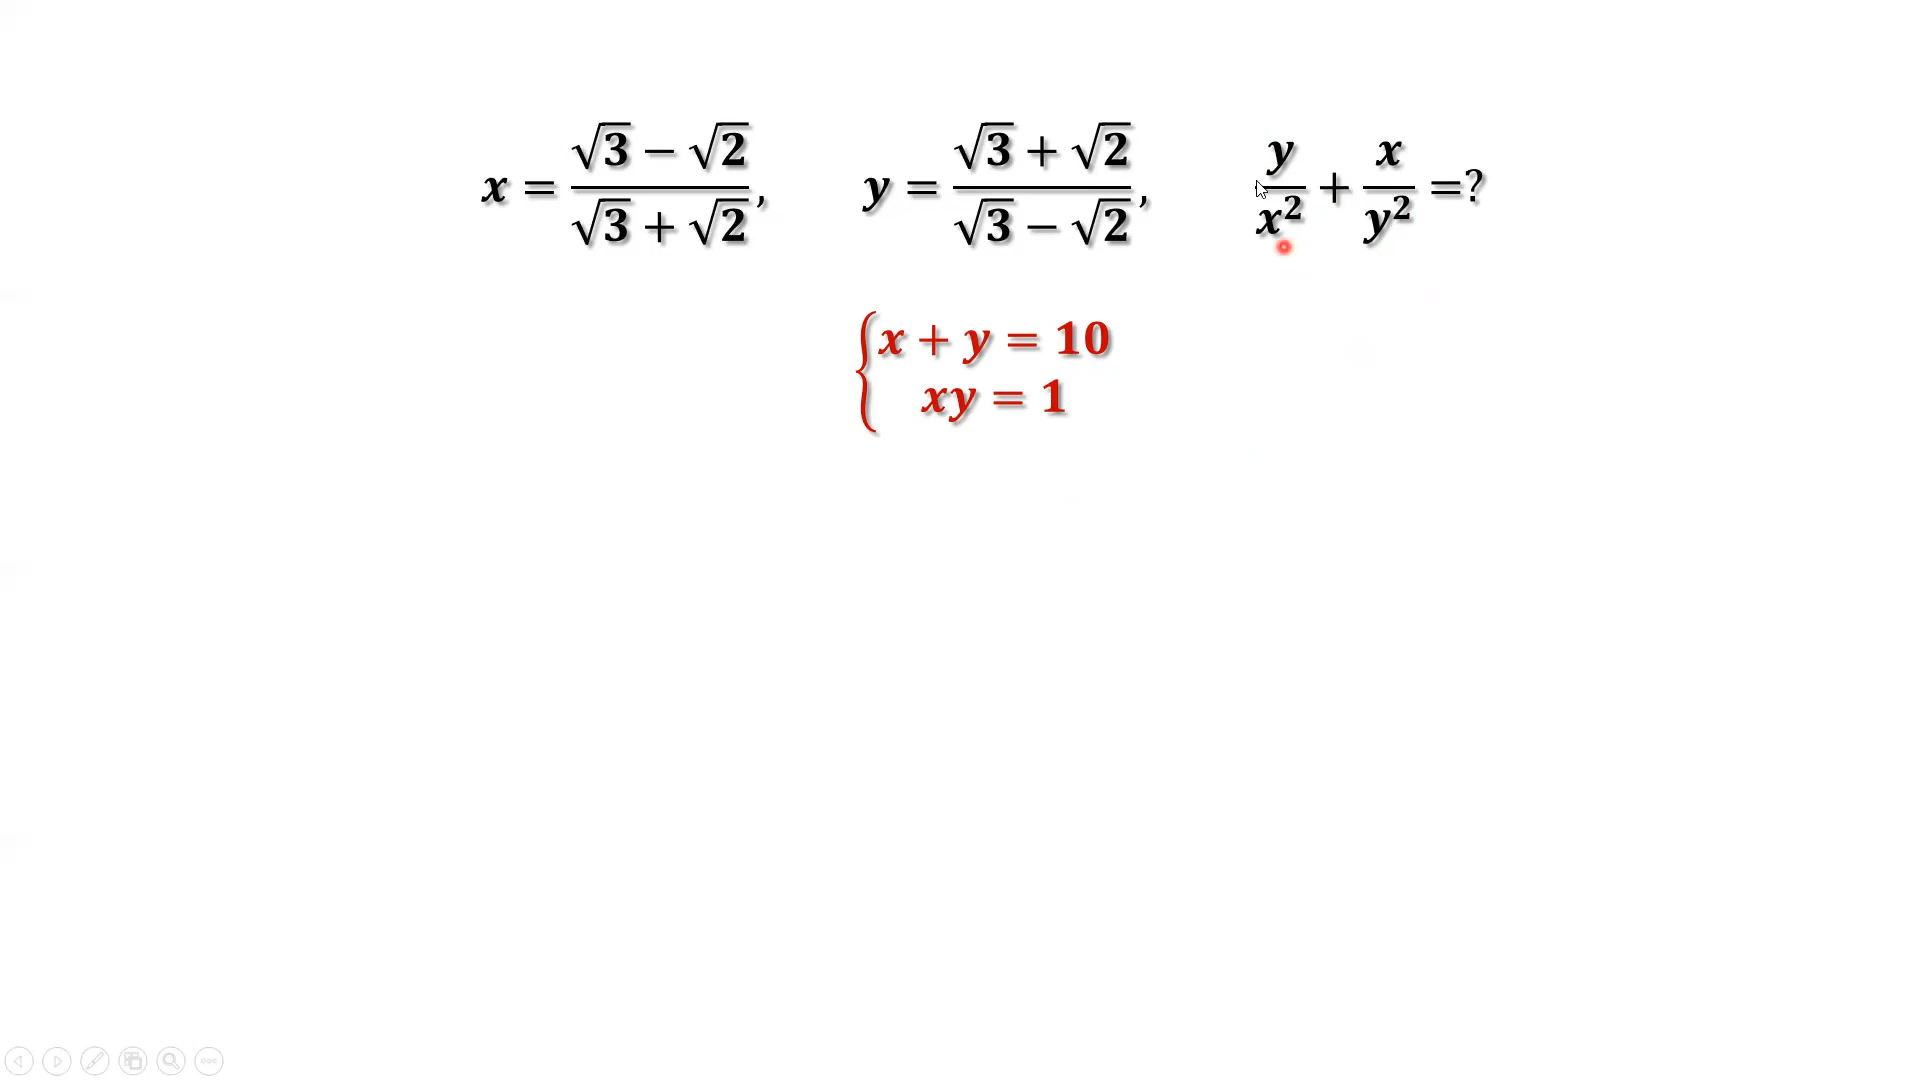 x = (√3 − √2)/(√3 + √2), y = (√3 + √2)/(√3 − √2), y/x² + x/y² =?
{x + y = 10
xy = 1